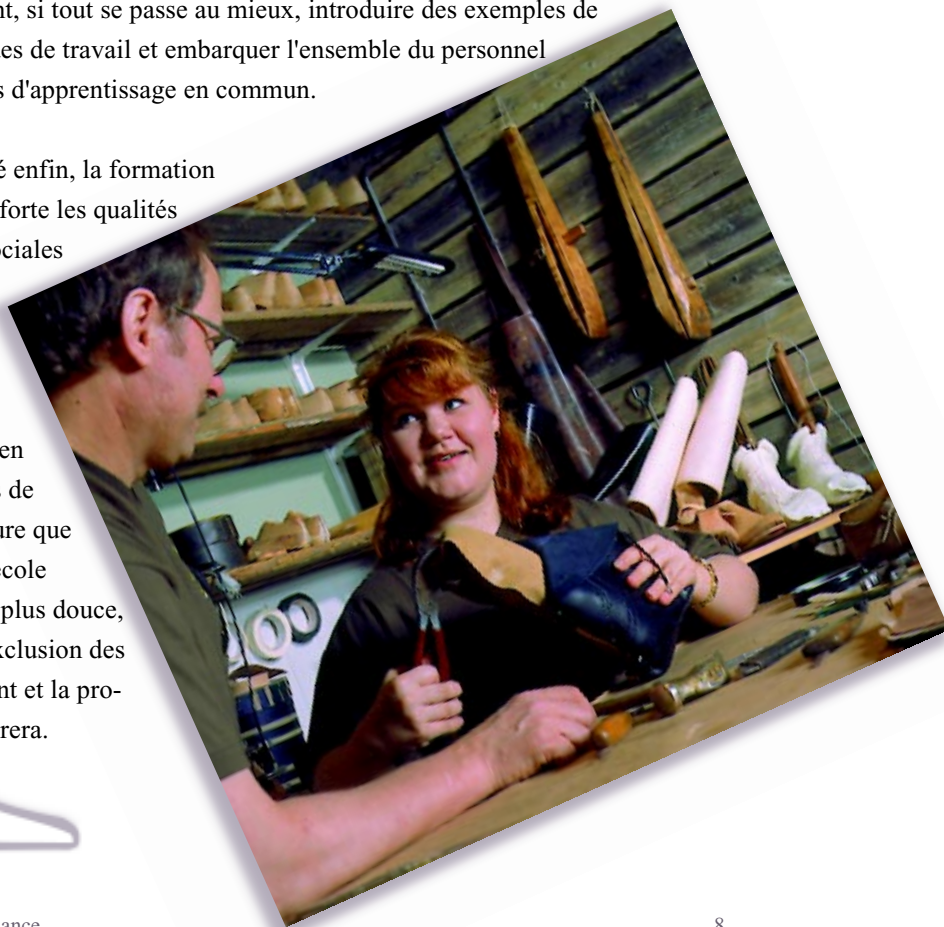 nt, si tout se passe au mieux, introduire des exemples de
es de travail et embarquer l'ensemble du personnel
s d'apprentissage en commun.
é enfin, la formation
forte les qualités
ciales
en
de
ure que
école
plus douce,
xclusion des
nt et la pro-
rera.
ance
8